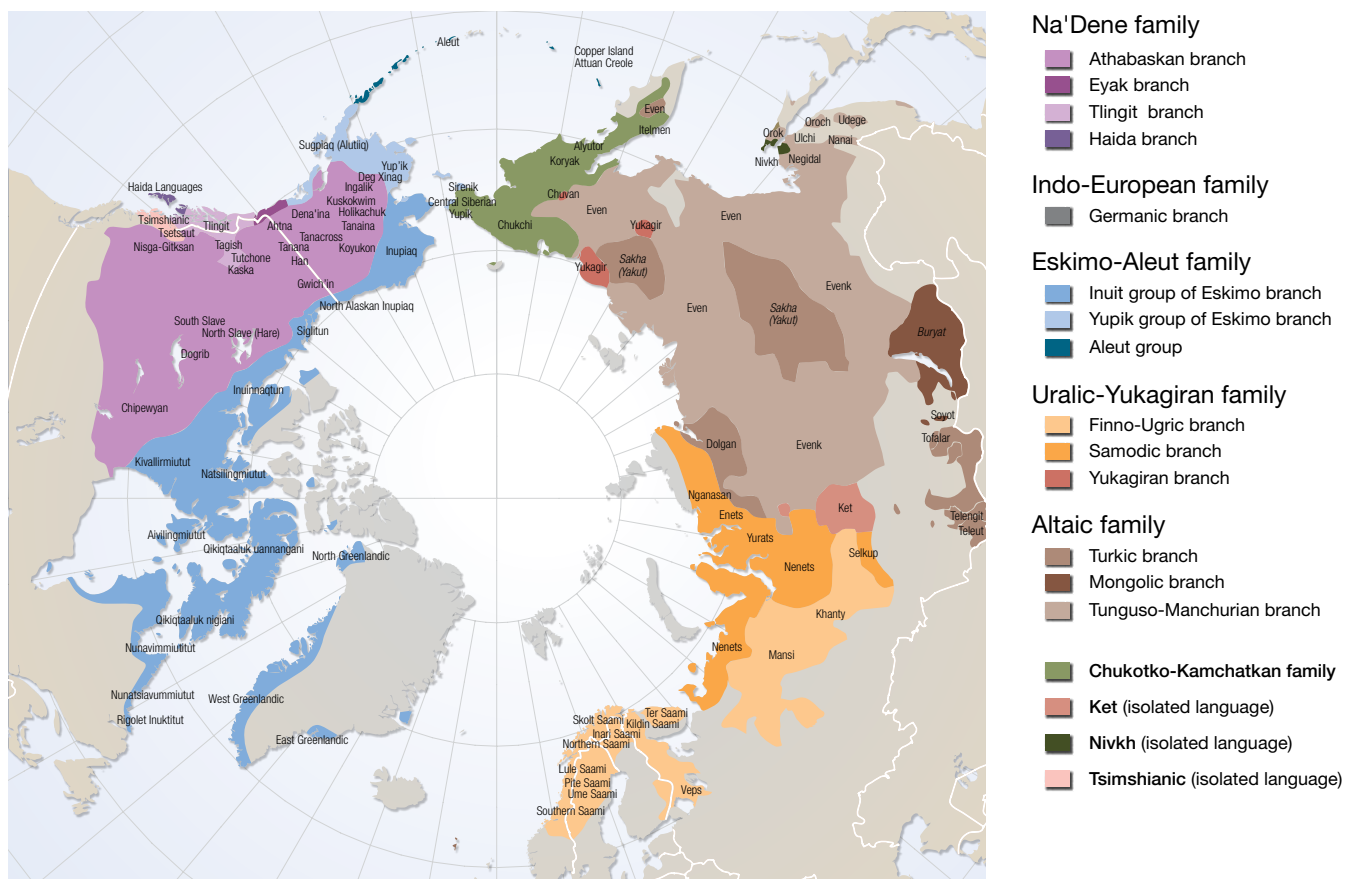 Aleut
Copper Island
Attuan Creole
Even
Itelmen
Alyutor
Koryak
Chuvan
Chukchi
Sirenik
Central Siberian
Yupik
Sugpiaq (Alutiiq)
Yup'ik
Deg Xinag
Ingalik
Kuskokwim
Holikachuk
Dena'ina
Tanaina
Ahtna
Tanacross
Koyukon
Tanana
Han
Gwich'in
Inupiaq
North Alaskan Inupiaq
Haida Languages
Tsimshianic
Tsetsaut
Nisga-Gitksan
Tlingit
Tagish
Tutchone
Kaska
South Slave
North Slave (Hare)
Dogrib
Chipewyan
Siglitun
Inuinnaqtun
Kivallirmiutut
Natsilingmiutut
Aivilingmiutut
Qikiqtaaluk uannangani
North Greenlandic
Qikiqtaaluk nigiani
Nunavimmiutitut
Nunatsiavummiutut
Rigolet Inuktitut
West Greenlandic
East Greenlandic
Orok
Oroch
Udege
Ulchi
Nanai
Nivkh
Negidal
Even
Even
Yukagir
Yukagir
Sakha
(Yakut)
Even
Sakha
(Yakut)
Evenk
Buryat
Soyot
Tofalar
Telengit
Teleut
Dolgan
Evenk
Nganasan
Enets
Yurats
Nenets
Ket
Selkup
Khanty
Mansi
Nenets
Ter Saami
Skolt Saami
Kildin Saami
Inari Saami
Northern Saami
Lule Saami
Pite Saami
Ume Saami
Southern Saami
Veps
Na'Dene family
Athabaskan branch
Eyak branch
Tlingit branch
Haida branch
Indo-European family
Germanic branch
Eskimo-Aleut family
Inuit group of Eskimo branch
Yupik group of Eskimo branch
Aleut group
Uralic-Yukagiran family
Finno-Ugric branch
Samodic branch
Yukagiran branch
Altaic family
Turkic branch
Mongolic branch
Tunguso-Manchurian branch
Chukotko-Kamchatkan family
Ket (isolated language)
Nivkh (isolated language)
Tsimshianic (isolated language)